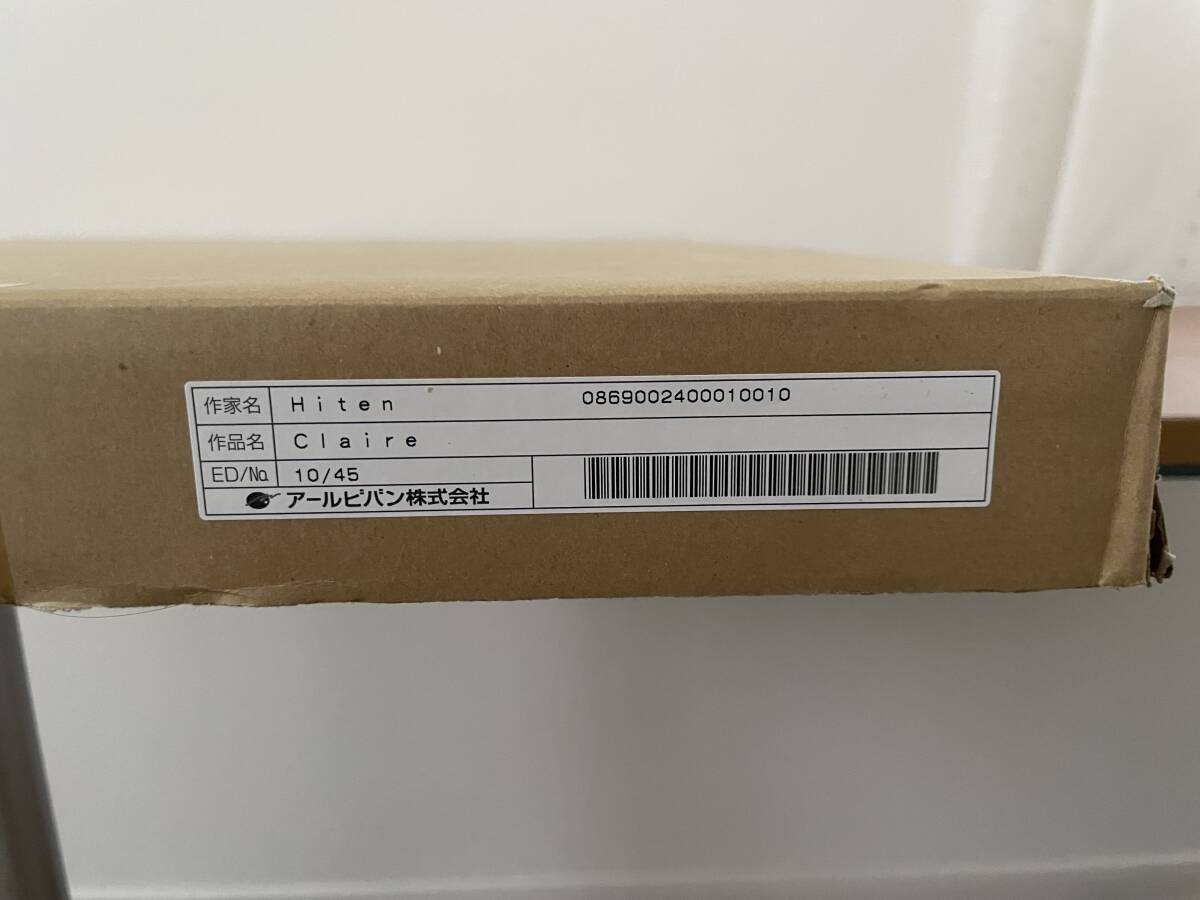 作家名 Hiten 0869002400010010
作品名 Claire
ED/No. 10/45
アールビバン株式会社